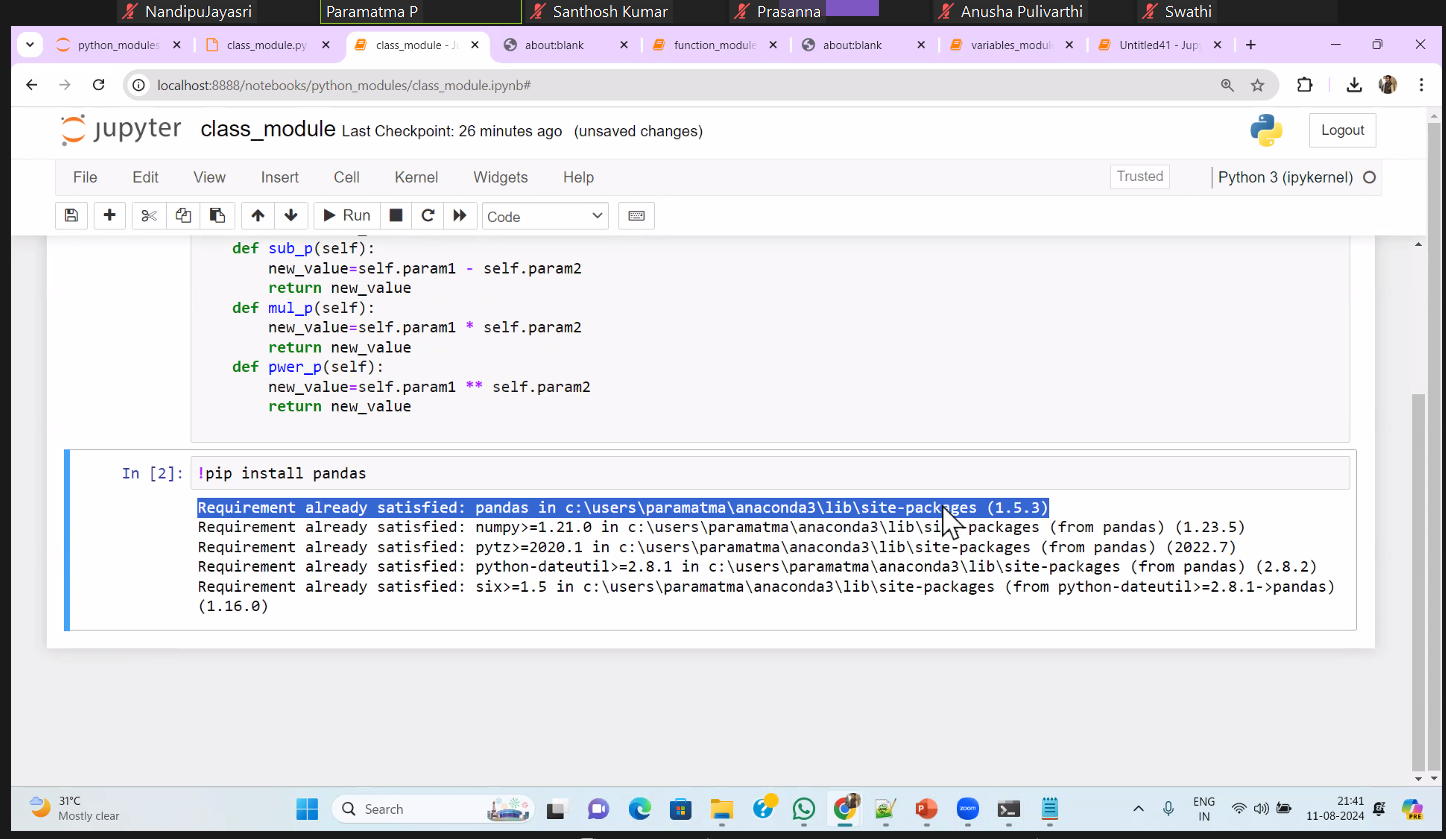 NandipuJayasri Paramatma P Santhosh Kumar Prasanna Anusha Pulivarthi Swathi
python_modules class_module.py class_module - Ju about:blank function_module about:blank variables_modul Untitled41 - Jupy
localhost:8888/notebooks/python_modules/class_module.ipynb#
jupyter class_module Last Checkpoint: 26 minutes ago (unsaved changes) Logout
File Edit View Insert Cell Kernel Widgets Help Trusted Python 3 (ipykernel)
Run Code
def sub_p(self):
new_value=self.param1 - self.param2
return new_value
def mul_p(self):
new_value=self.param1 * self.param2
return new_value
def pwer_p(self):
new_value=self.param1 ** self.param2
return new_value
In [2]: !pip install pandas
Requirement already satisfied: pandas in c:\users\paramatma\anaconda3\lib\site-packages (1.5.3)
Requirement already satisfied: numpy>=1.21.0 in c:\users\paramatma\anaconda3\lib\site-packages (from pandas) (1.23.5)
Requirement already satisfied: pytz>=2020.1 in c:\users\paramatma\anaconda3\lib\site-packages (from pandas) (2022.7)
Requirement already satisfied: python-dateutil>=2.8.1 in c:\users\paramatma\anaconda3\lib\site-packages (from pandas) (2.8.2)
Requirement already satisfied: six>=1.5 in c:\users\paramatma\anaconda3\lib\site-packages (from python-dateutil>=2.8.1->pandas)
(1.16.0)
31°C
Mostly clear
Search
zoom
ENG
IN
21:41
11-08-2024
PRE